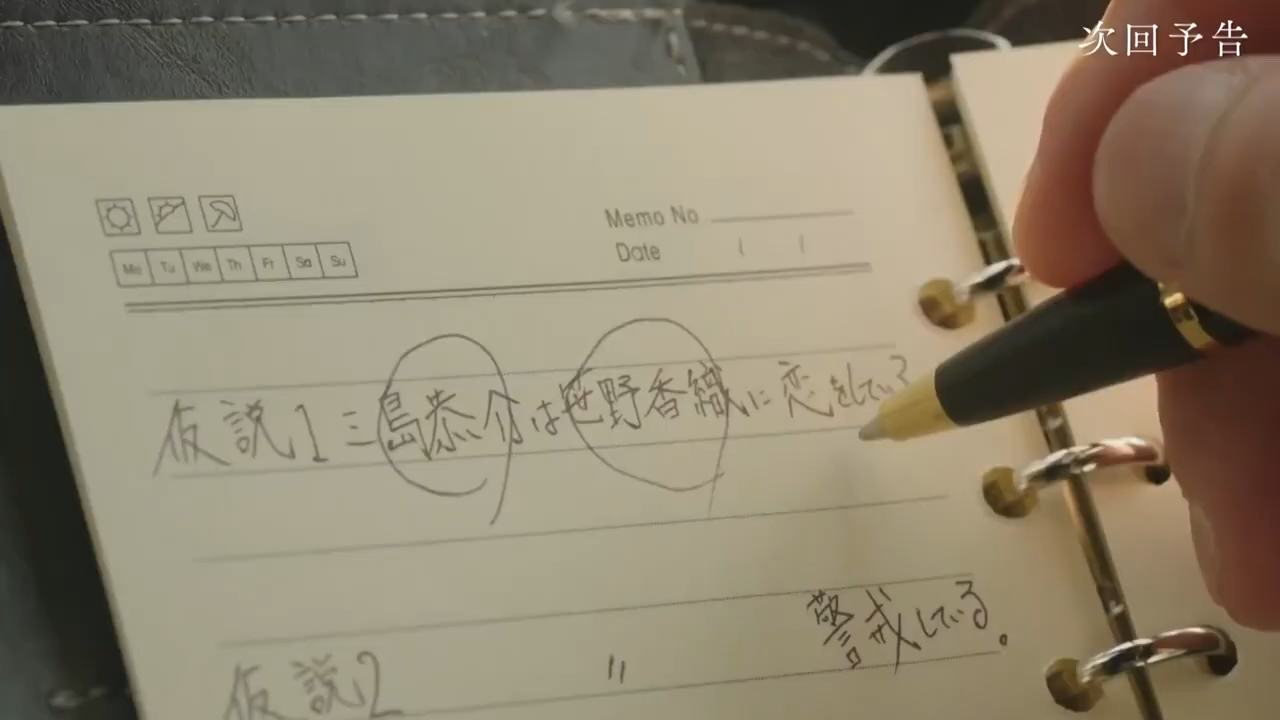 次回予告
Memo No
Date / /
Mo Tu We Th Fr Sa Su
仮説1 三島恭介は笹野香織に恋をしている
警戒している。
仮説2 〃